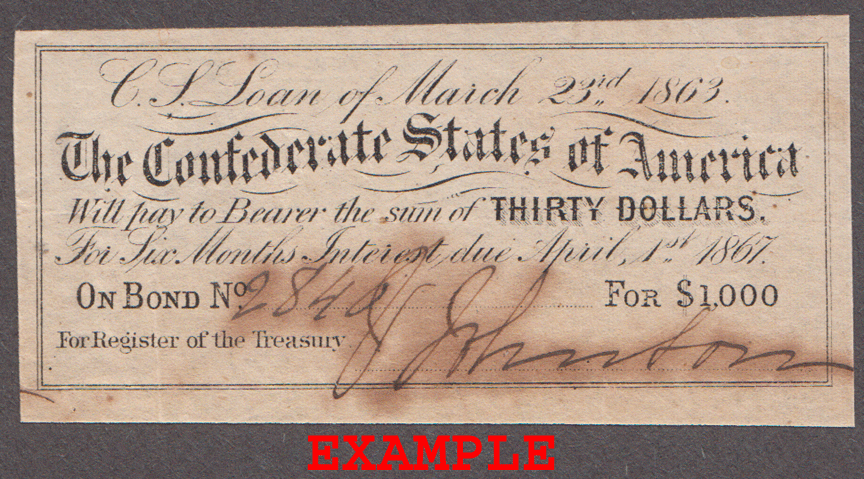 C. S. Loan of March 23rd 1863.
The Confederate States of America
Will pay to Bearer the sum of THIRTY DOLLARS.
For Six Months Interest, due April, 1st 1867.
ON BOND No. FOR $1,000
For Register of the Treasury Johnston
EXAMPLE